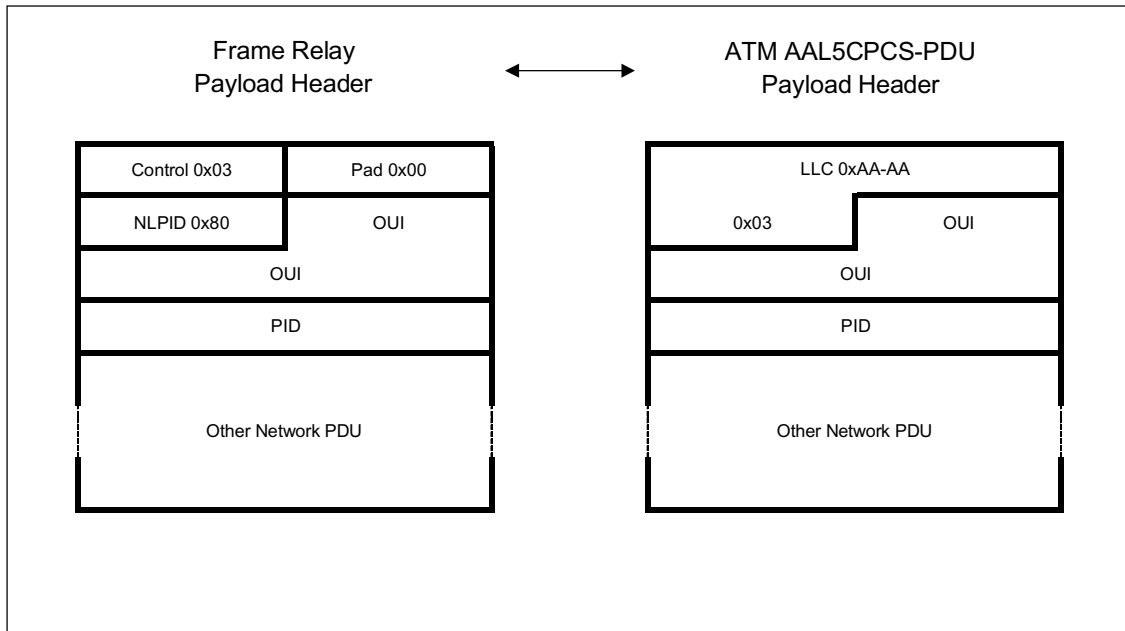 Frame Relay
Payload Header
ATM AAL5CPCS-PDU
Payload Header
Control 0x03
Pad 0x00
NLPID 0x80
OUI
OUI
PID
Other Network PDU
LLC 0xAA-AA
0x03
OUI
OUI
PID
Other Network PDU